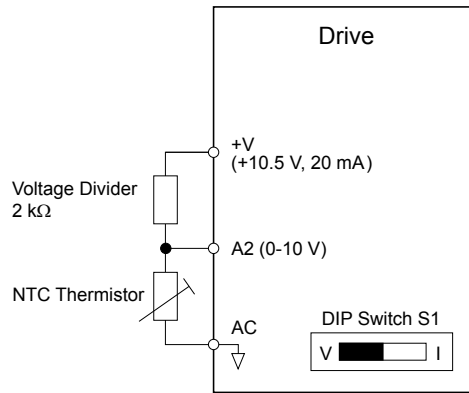 Drive
+V
(+10.5 V, 20 mA)
Voltage Divider
2 kΩ
A2 (0-10 V)
NTC Thermistor
AC
DIP Switch S1
V I